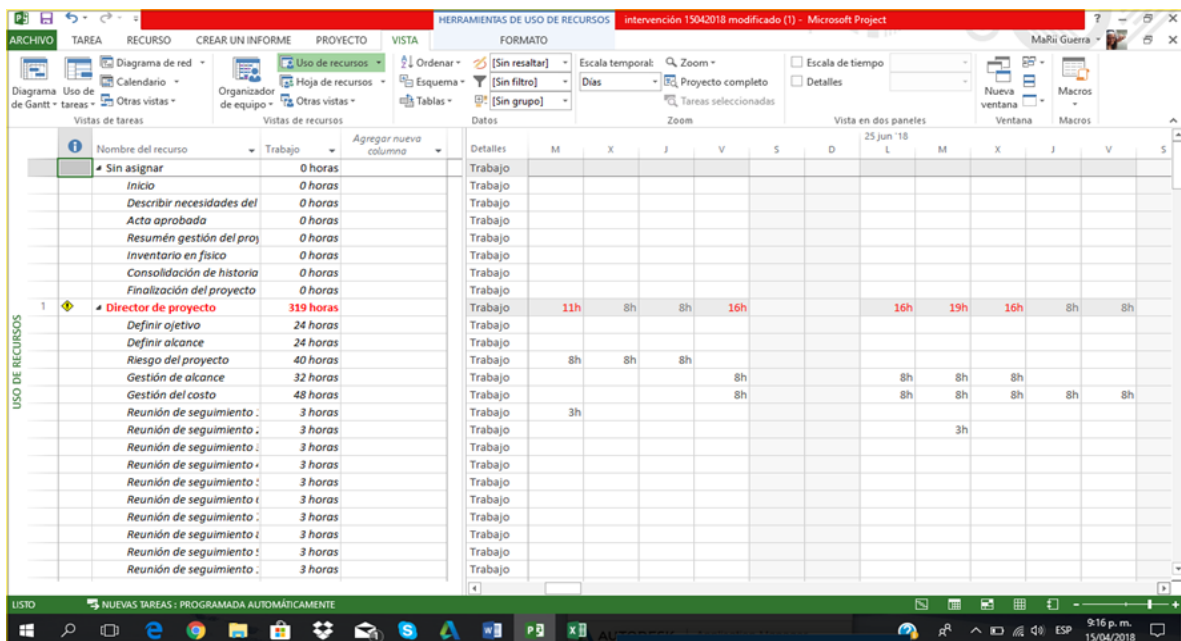 HERRAMIENTAS DE USO DE RECURSOS intervención 15042018 modificado (1) - Microsoft Project
ARCHIVO TAREA RECURSO CREAR UN INFORME PROYECTO VISTA FORMATO MaRii Guerra
Diagrama de Gantt
Uso de tareas
Diagrama de red
Calendario
Otras vistas
Vistas de tareas
Organizador de equipo
Uso de recursos
Hoja de recursos
Otras vistas
Vistas de recursos
Ordenar
Esquema
Tablas
[Sin resaltar]
[Sin filtro]
[Sin grupo]
Datos
Escala temporal:
Días
Zoom
Proyecto completo
Tareas seleccionadas
Zoom
Escala de tiempo
Detalles
Vista en dos paneles
Nueva ventana
Ventana
Macros
Macros
25 jun '18
Nombre del recurso Trabajo Agregar nueva columna Detalles M X J V S D L M X J V S
Sin asignar 0 horas Trabajo
Inicio 0 horas Trabajo
Describir necesidades del 0 horas Trabajo
Acta aprobada 0 horas Trabajo
Resumén gestión del proy 0 horas Trabajo
Inventario en físico 0 horas Trabajo
Consolidación de historia 0 horas Trabajo
Finalización del proyecto 0 horas Trabajo
1 Director de proyecto 319 horas Trabajo 11h 8h 8h 16h 16h 19h 16h 8h 8h
Definir ojetivo 24 horas Trabajo
Definir alcance 24 horas Trabajo
Riesgo del proyecto 40 horas Trabajo 8h 8h 8h
Gestión de alcance 32 horas Trabajo 8h 8h 8h 8h
Gestión del costo 48 horas Trabajo 8h 8h 8h 8h 8h 8h
Reunión de seguimiento 3 horas Trabajo 3h
Reunión de seguimiento 3 horas Trabajo 3h
Reunión de seguimiento 3 horas Trabajo
Reunión de seguimiento 3 horas Trabajo
Reunión de seguimiento 3 horas Trabajo
Reunión de seguimiento 3 horas Trabajo
Reunión de seguimiento 3 horas Trabajo
Reunión de seguimiento 3 horas Trabajo
Reunión de seguimiento 3 horas Trabajo
Reunión de seguimiento 3 horas Trabajo
USO DE RECURSOS
LISTO NUEVAS TAREAS : PROGRAMADA AUTOMÁTICAMENTE
ESP 9:16 p. m.
15/04/2018